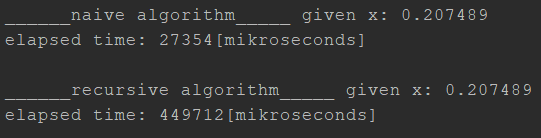 ______naive algorithm_____ given x: 0.207489
elapsed time: 27354[mikroseconds]
______recursive algorithm_____ given x: 0.207489
elapsed time: 449712[mikroseconds]